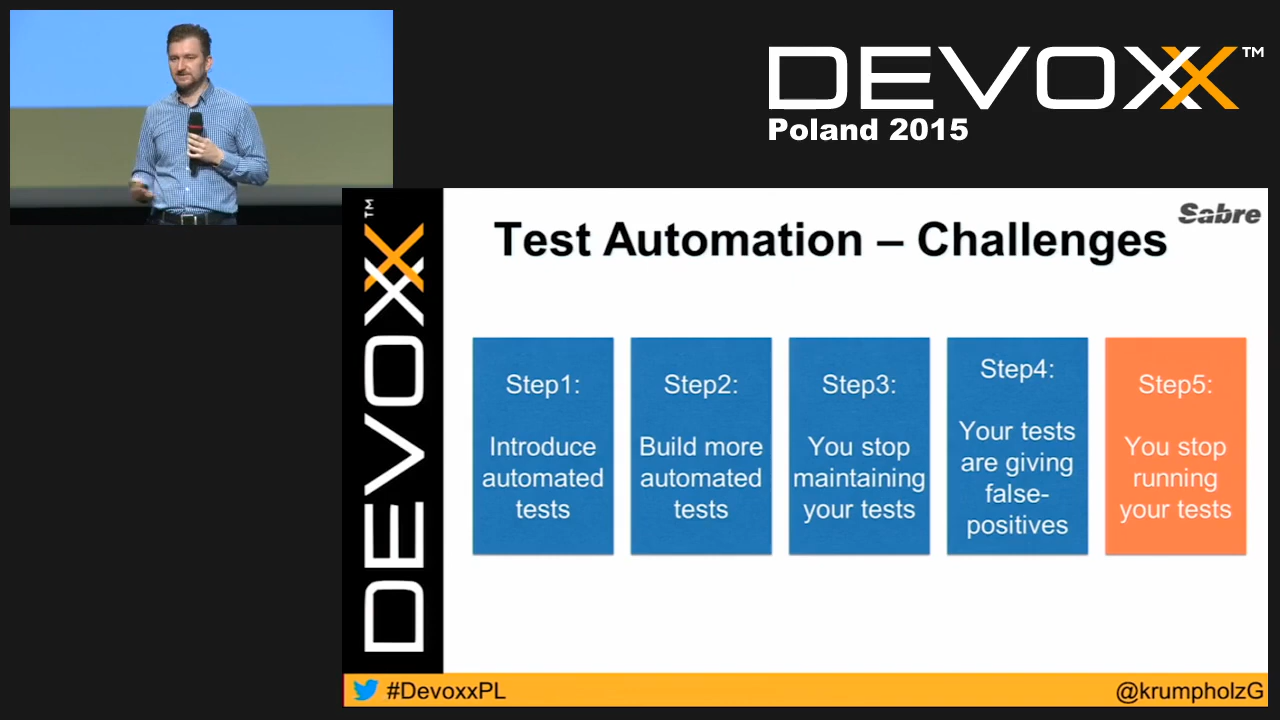 DEVOXX™
Poland 2015
DEVOXX™
Sabre
Test Automation – Challenges
Step1:
Introduce
automated
tests
Step2:
Build more
automated
tests
Step3:
You stop
maintaining
your tests
Step4:
Your tests
are giving
false-
positives
Step5:
You stop
running
your tests
#DevoxxPL
@krumpholzG